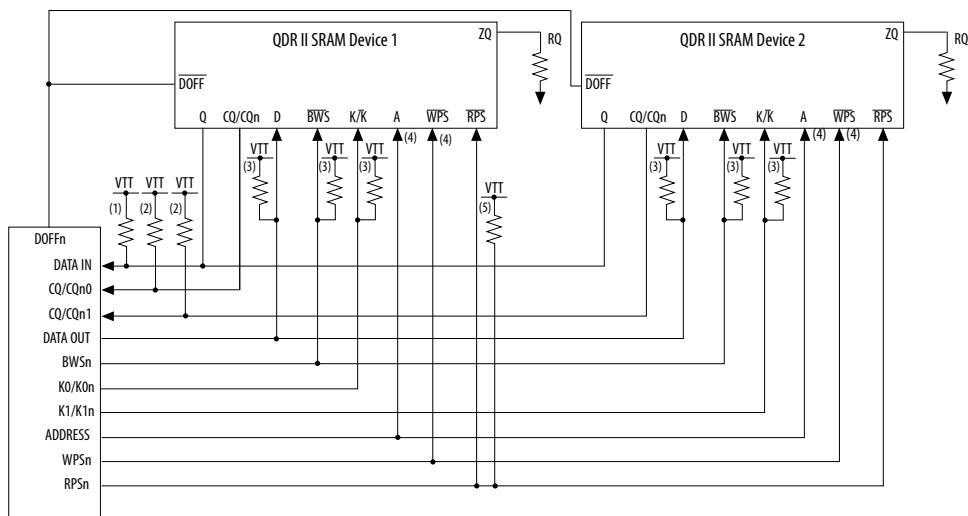 QDR II SRAM Device 1
ZQ
RQ
DOFF
Q CQ/CQn D BWS K/K A WPS RPS
(4) (4)
QDR II SRAM Device 2
ZQ
RQ
DOFF
Q CQ/CQn D BWS K/K A WPS RPS
(4) (4)
VTT VTT VTT
(3) (3) (3)
VTT VTT VTT
(3) (3) (3)
VTT VTT VTT
(1) (2) (2)
VTT
(5)
DOFFn
DATA IN
CQ/CQn0
CQ/CQn1
DATA OUT
BWSn
K0/K0n
K1/K1n
ADDRESS
WPSn
RPSn